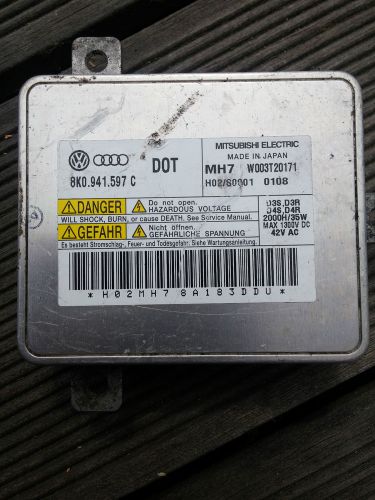 DOT
MITSUBISHI ELECTRIC
MADE IN JAPAN
8K0.941.597 C
MH7 W003T20171
H02/S0001 0108
DANGER Do not open. HAZARDOUS VOLTAGE
WILL SHOCK, BURN, or cause DEATH. See Service Manual.
GEFAHR Nicht öffnen. GEFÄHRLICHE SPANNUNG
Es besteht Stromschlag-, Feuer- und Todesgefahr. Siehe Wartungsanleitung.
D3S,D3R
D4S,D4R
2000H/35W
MAX 1300V DC
42V AC
*H02MH78A183DDU*